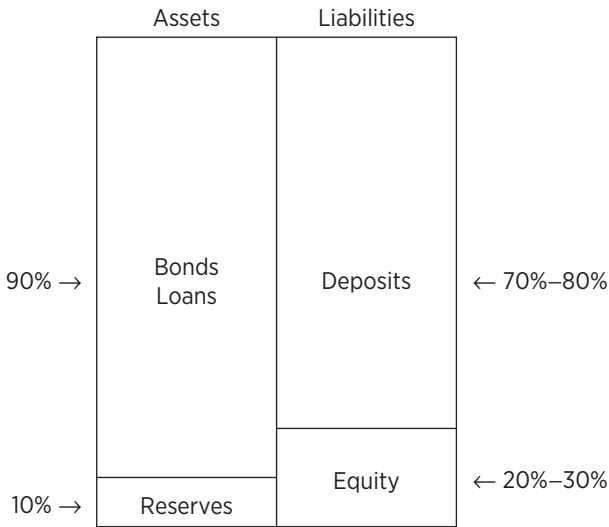 Assets Liabilities
90% → Bonds Deposits ← 70%–80%
Loans
Equity ← 20%–30%
10% → Reserves